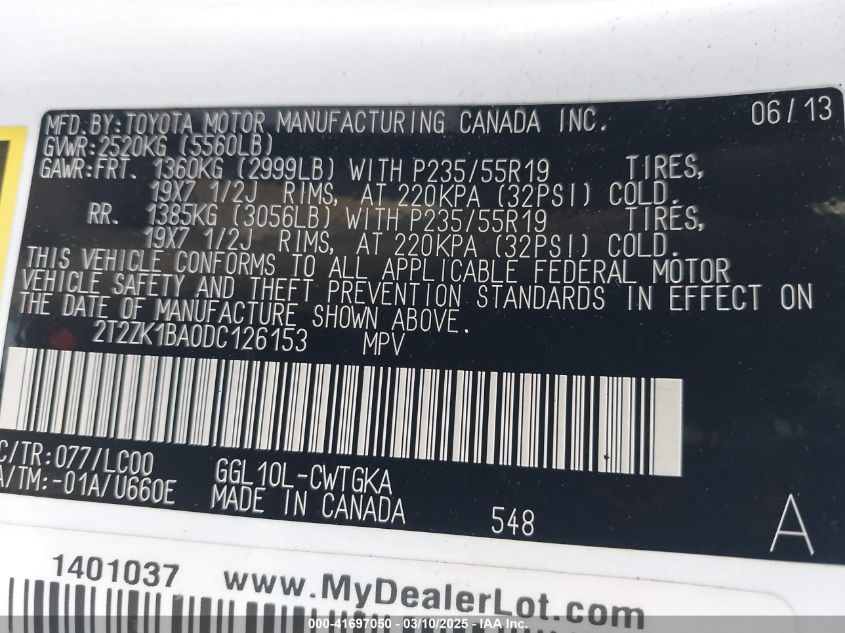 MFD.BY:TOYOTA MOTOR MANUFACTURING CANADA INC. 06/13
GVWR:2520KG (5560LB)
GAWR:FRT. 1360KG (2999LB) WITH P235/55R19 TIRES,
19X7 1/2J RIMS, AT 220KPA (32PSI) COLD.
RR. 1385KG (3056LB) WITH P235/55R19 TIRES,
19X7 1/2J RIMS, AT 220KPA (32PSI) COLD.
THIS VEHICLE CONFORMS TO ALL APPLICABLE FEDERAL MOTOR
VEHICLE SAFETY AND THEFT PREVENTION STANDARDS IN EFFECT ON
THE DATE OF MANUFACTURE SHOWN ABOVE.
2T2ZK1BA0DC126153 MPV
C/TR:077/LC00 GGL10L-CWTGKA
A/TM:-01A/U660E MADE IN CANADA 548 A
1401037 www.MyDealerLot.com
000-41697050 - 03/10/2025 - IAA Inc.